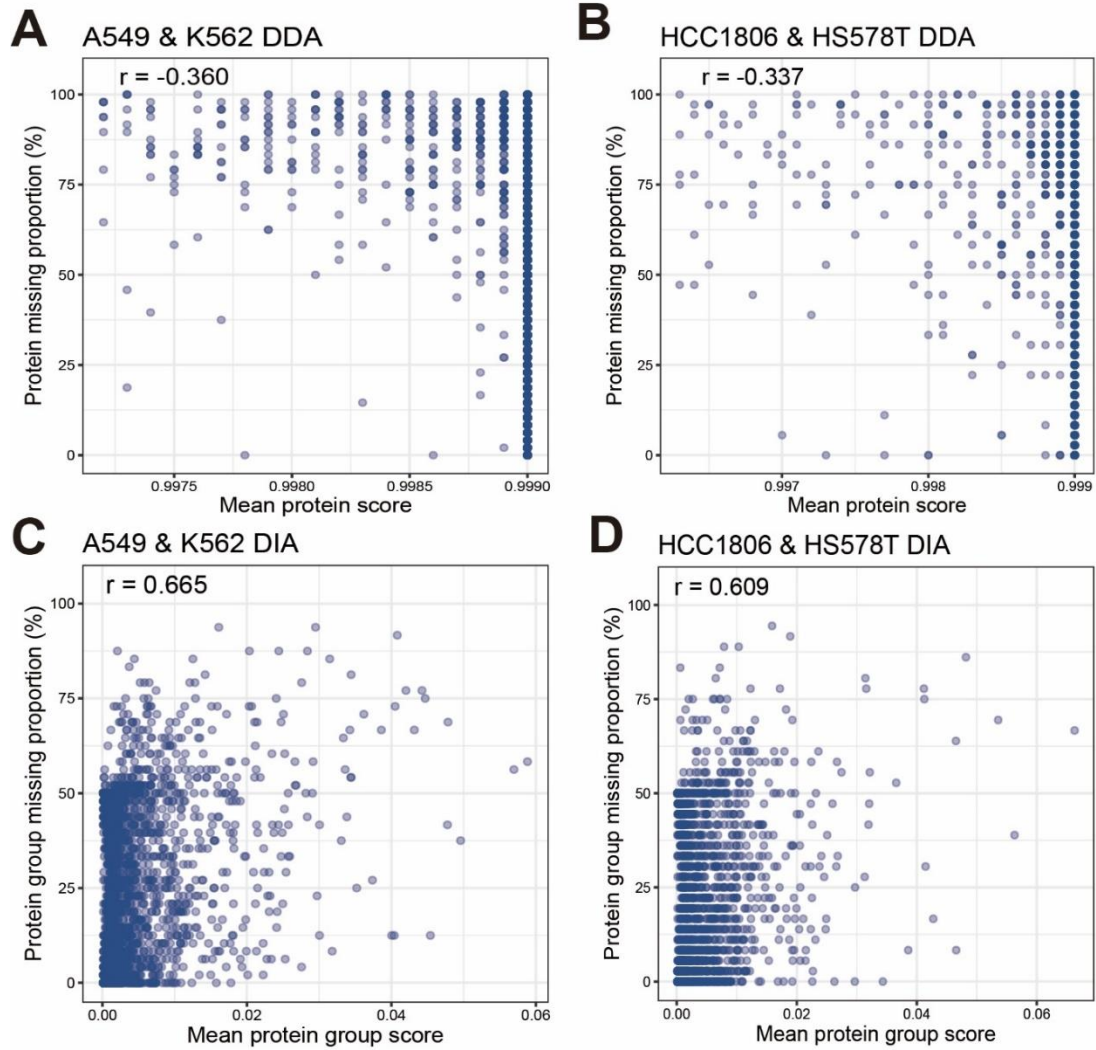 A
A549 & K562 DDA
r = -0.360
Protein missing proportion (%)
100
75
50
25
0
0.9975
0.9980
0.9985
0.9990
Mean protein score
B
HCC1806 & HS578T DDA
r = -0.337
Protein missing proportion (%)
100
75
50
25
0
0.997
0.998
0.999
Mean protein score
C
A549 & K562 DIA
r = 0.665
Protein group missing proportion (%)
100
75
50
25
0
0.00
0.02
0.04
0.06
Mean protein group score
D
HCC1806 & HS578T DIA
r = 0.609
Protein group missing proportion (%)
100
75
50
25
0
0.00
0.02
0.04
0.06
Mean protein group score